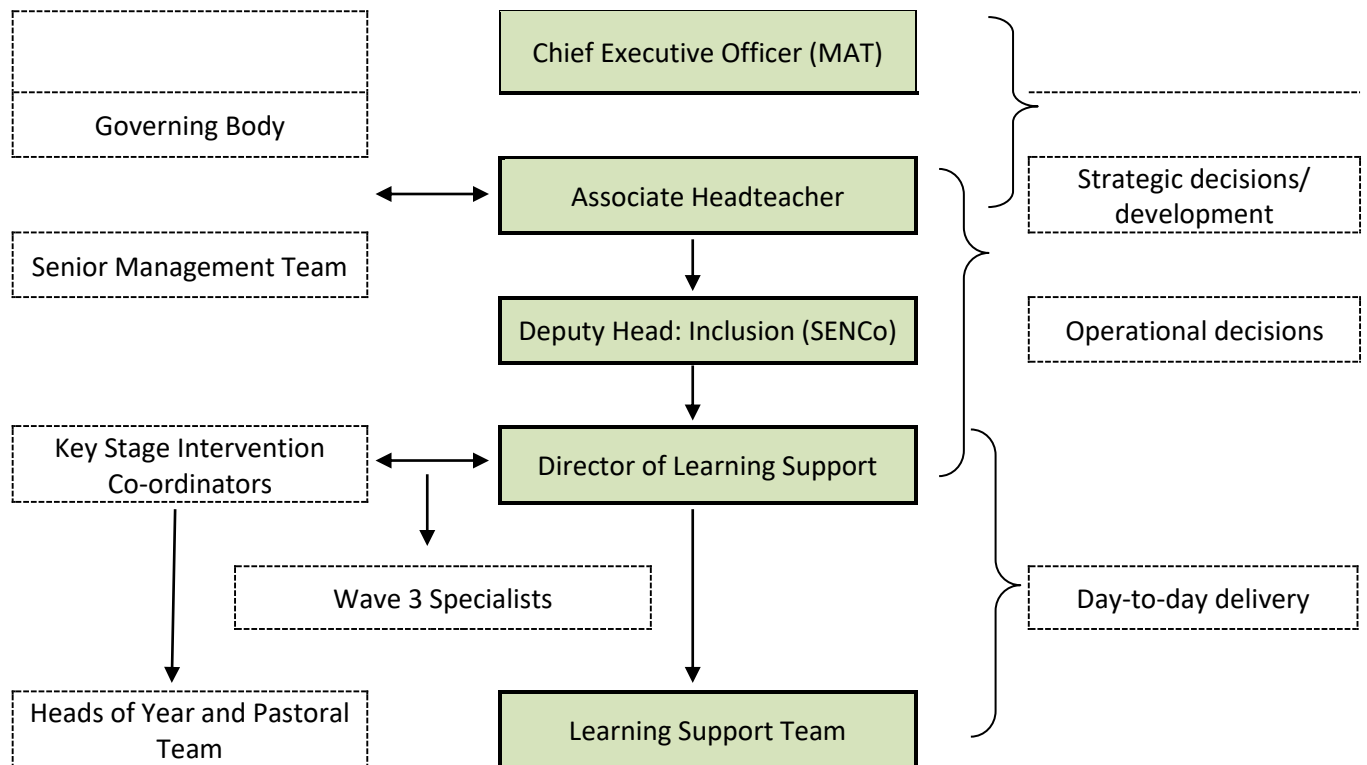 Chief Executive Officer (MAT)
Governing Body
Associate Headteacher
Strategic decisions/
development
Senior Management Team
Deputy Head: Inclusion (SENCo)
Operational decisions
Key Stage Intervention
Co-ordinators
Director of Learning Support
Wave 3 Specialists
Day-to-day delivery
Heads of Year and Pastoral
Team
Learning Support Team